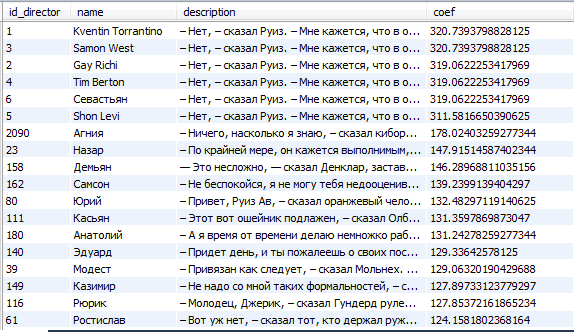 id_director name description coef
1 Kventin Torrantino – Нет, – сказал Руиз. – Мне кажется, что в о... 320.7393798828125
3 Samon West – Нет, – сказал Руиз. – Мне кажется, что в о... 320.7393798828125
2 Gay Richi – Нет, – сказал Руиз. – Мне кажется, что в о... 319.0622253417969
4 Tim Berton – Нет, – сказал Руиз. – Мне кажется, что в о... 319.0622253417969
6 Севастьян – Нет, – сказал Руиз. – Мне кажется, что в о... 319.0622253417969
5 Shon Levi – Нет, – сказал Руиз. – Мне кажется, что в о... 311.5816650390625
2090 Агния – Ничего, насколько я знаю, – сказал кибор... 178.02403259277344
23 Назар – По крайней мере, он кажется выполнимым,... 147.91514587402344
158 Демьян — Это несложно, — сказал Денклар, застав... 146.28968811035156
162 Самсон – Не беспокойся, я не могу тебя недооценив... 139.2399139404297
80 Юрий – Привет, Руиз Ав, – сказал оранжевый чело... 132.48297119140625
111 Касьян – Этот вот ошейник подлажен, – сказал Олб... 131.3597869873047
180 Анатолий – А я время от времени делаю немножко раб... 131.24278259277344
140 Эдуард – Придет день, и ты пожалеешь о своих пос... 129.33642578125
39 Модест – Привязан как следует, – сказал Мольнех. ... 129.06320190429688
149 Казимир – Не надо со мной таких формальностей, – с... 127.89733123779297
116 Рюрик – Молодец, Джерик, – сказал Гундерд руле... 127.85372161865234
61 Ростислав – Вот уж нет, – сказал тот, кто держал руж... 124.1581802368164